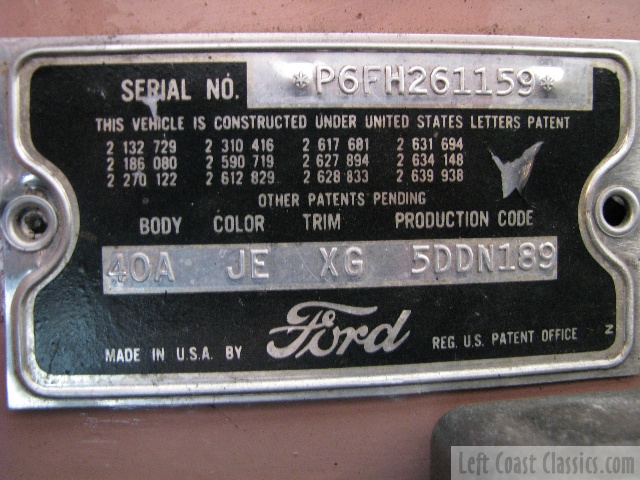 SERIAL NO. *P6FH261159*
THIS VEHICLE IS CONSTRUCTED UNDER UNITED STATES LETTERS PATENT
2 132 729 2 310 416 2 617 681 2 631 694
2 186 080 2 590 719 2 627 894 2 634 148
2 270 122 2 612 829 2 628 833 2 639 938
OTHER PATENTS PENDING
BODY COLOR TRIM PRODUCTION CODE
40A JE XG 5DDN189
MADE IN U.S.A. BY Ford REG. U.S. PATENT OFFICE N
Left Coast Classics.com